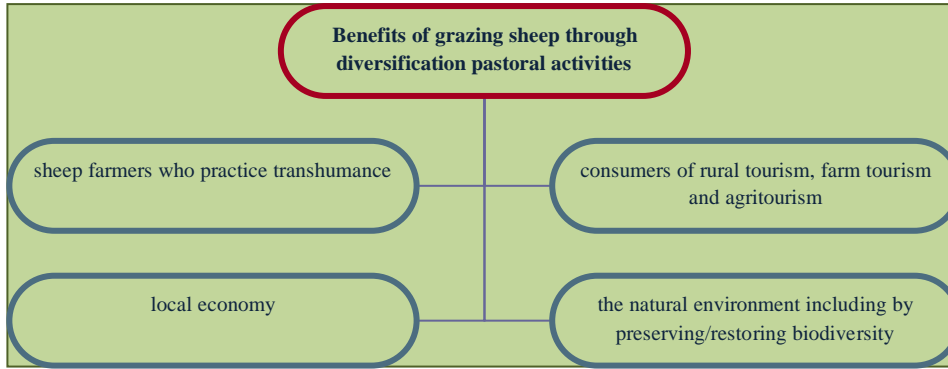 Benefits of grazing sheep through
diversification pastoral activities
sheep farmers who practice transhumance
consumers of rural tourism, farm tourism
and agritourism
local economy
the natural environment including by
preserving/restoring biodiversity